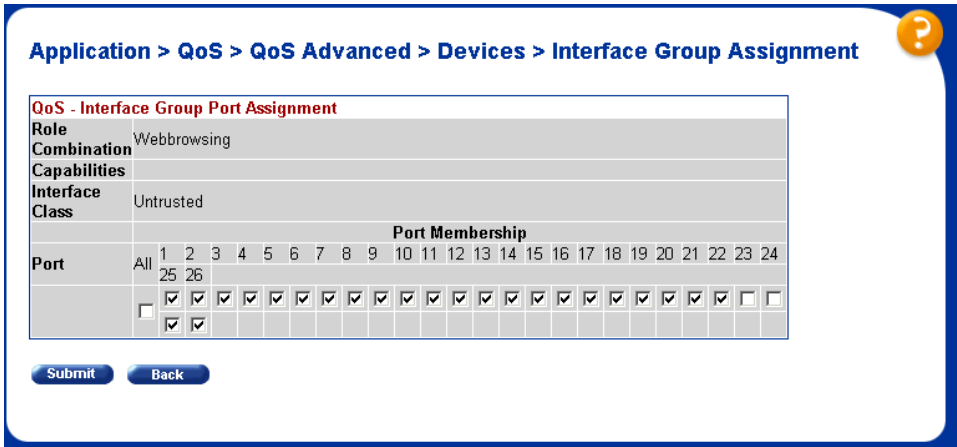 ?
Application > QoS > QoS Advanced > Devices > Interface Group Assignment
QoS - Interface Group Port Assignment
Role Combination Webbrowsing
Capabilities
Interface Class Untrusted
Port Membership
Port All 1 2 3 4 5 6 7 8 9 10 11 12 13 14 15 16 17 18 19 20 21 22 23 24
25 26
Submit Back